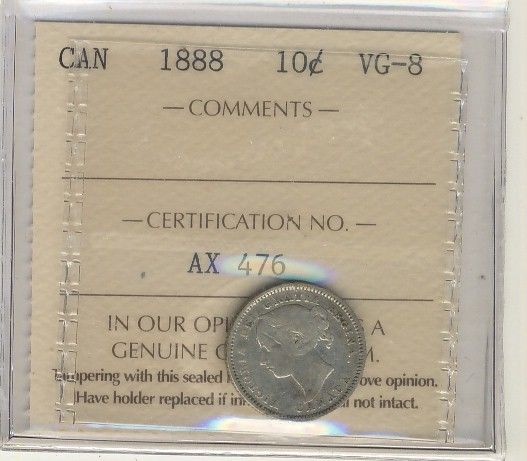 CAN 1888 10¢ VG-8
— COMMENTS —
— CERTIFICATION NO. —
AX 476
IN OUR OPI A
GENUINE C M.
Tampering with this sealed ove opinion.
Have holder replaced if in not intact.